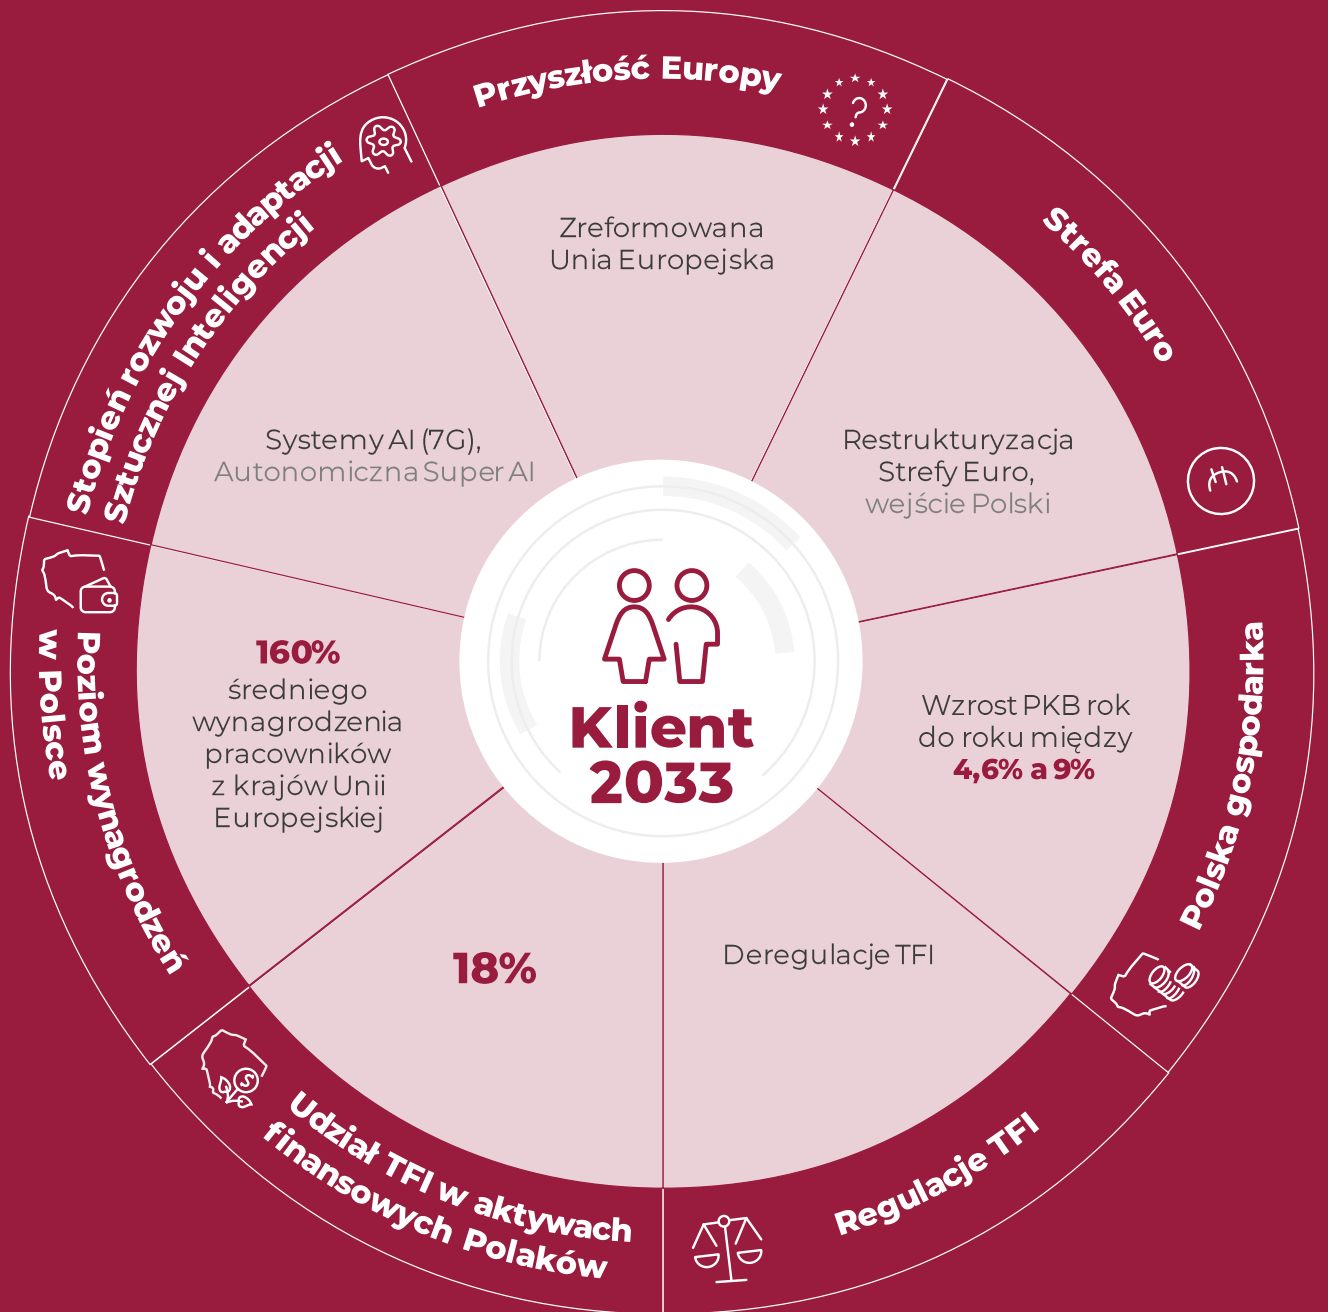 Przyszłość Europy
Zreformowana
Unia Europejska
Strefa Euro
Restrukturyzacja
Strefy Euro,
wejście Polski
Polska gospodarka
Wzrost PKB rok
do roku między
4,6% a 9%
Regulacje TFI
Deregulacje TFI
Udział TFI w aktywach
finansowych Polaków
18%
Poziom wynagrodzeń
w Polsce
160%
średniego
wynagrodzenia
pracowników
z krajów Unii
Europejskiej
Stopień rozwoju i adaptacji
Sztucznej Inteligencji
Systemy AI (7G),
Autonomiczna Super AI
Klient
2033